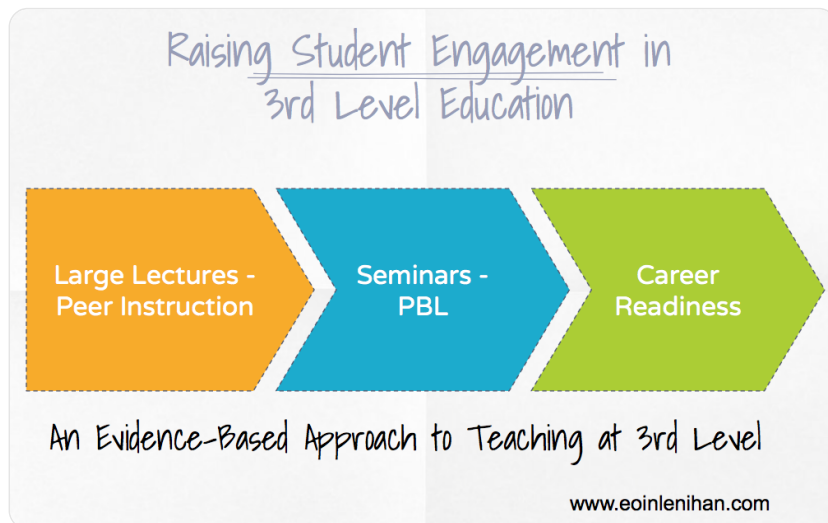 Raising Student Engagement in
3rd Level Education
Large Lectures -
Peer Instruction
Seminars -
PBL
Career
Readiness
An Evidence-Based Approach to Teaching at 3rd Level
www.eoinlenihan.com